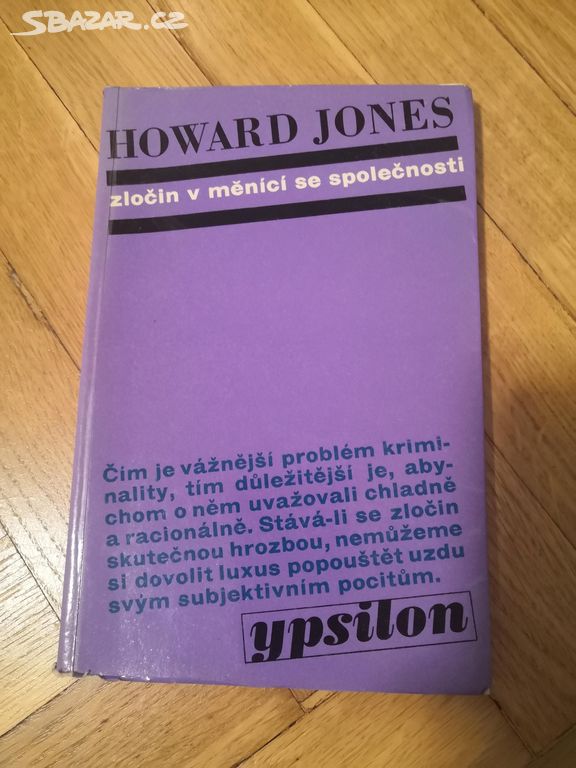 SBAZAR.CZ
HOWARD JONES
zločin v měnící se společnosti
Čím je vážnější problém krimi-
nality, tím důležitější je, aby-
chom o něm uvažovali chladně
a racionálně. Stává-li se zločin
skutečnou hrozbou, nemůžeme
si dovolit luxus popouštět uzdu
svým subjektivním pocitům.
ypsilon